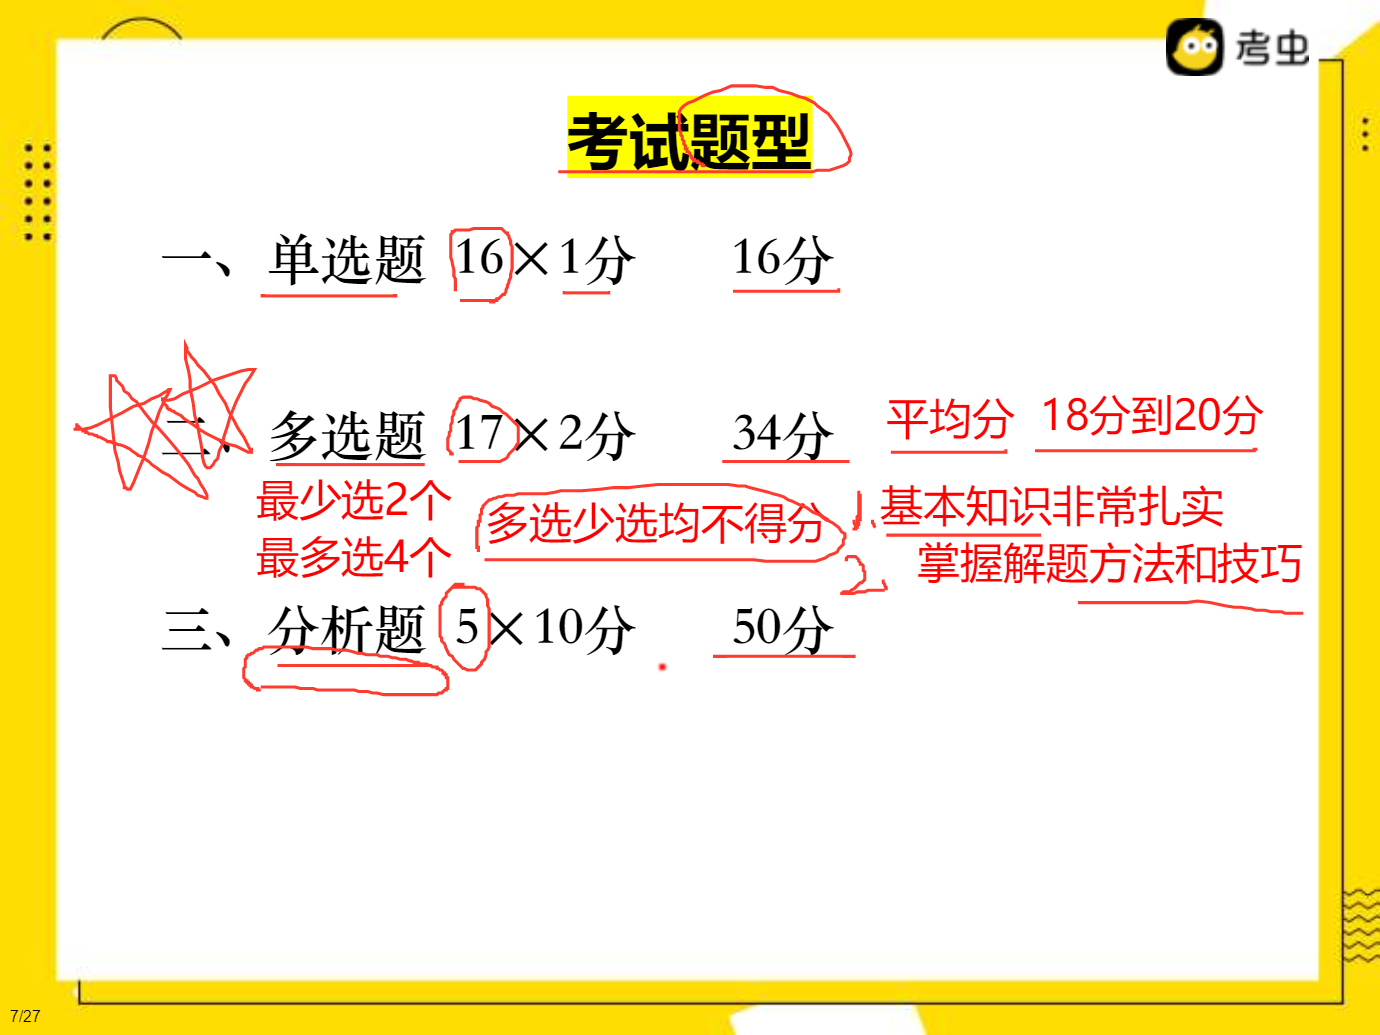 考虫
考试题型
一、单选题 16×1分 16分
二、多选题 17×2分 34分 平均分 18分到20分
最少选2个
最多选4个
多选少选均不得分
1.基本知识非常扎实
2.掌握解题方法和技巧
三、分析题 5×10分 50分
7/27